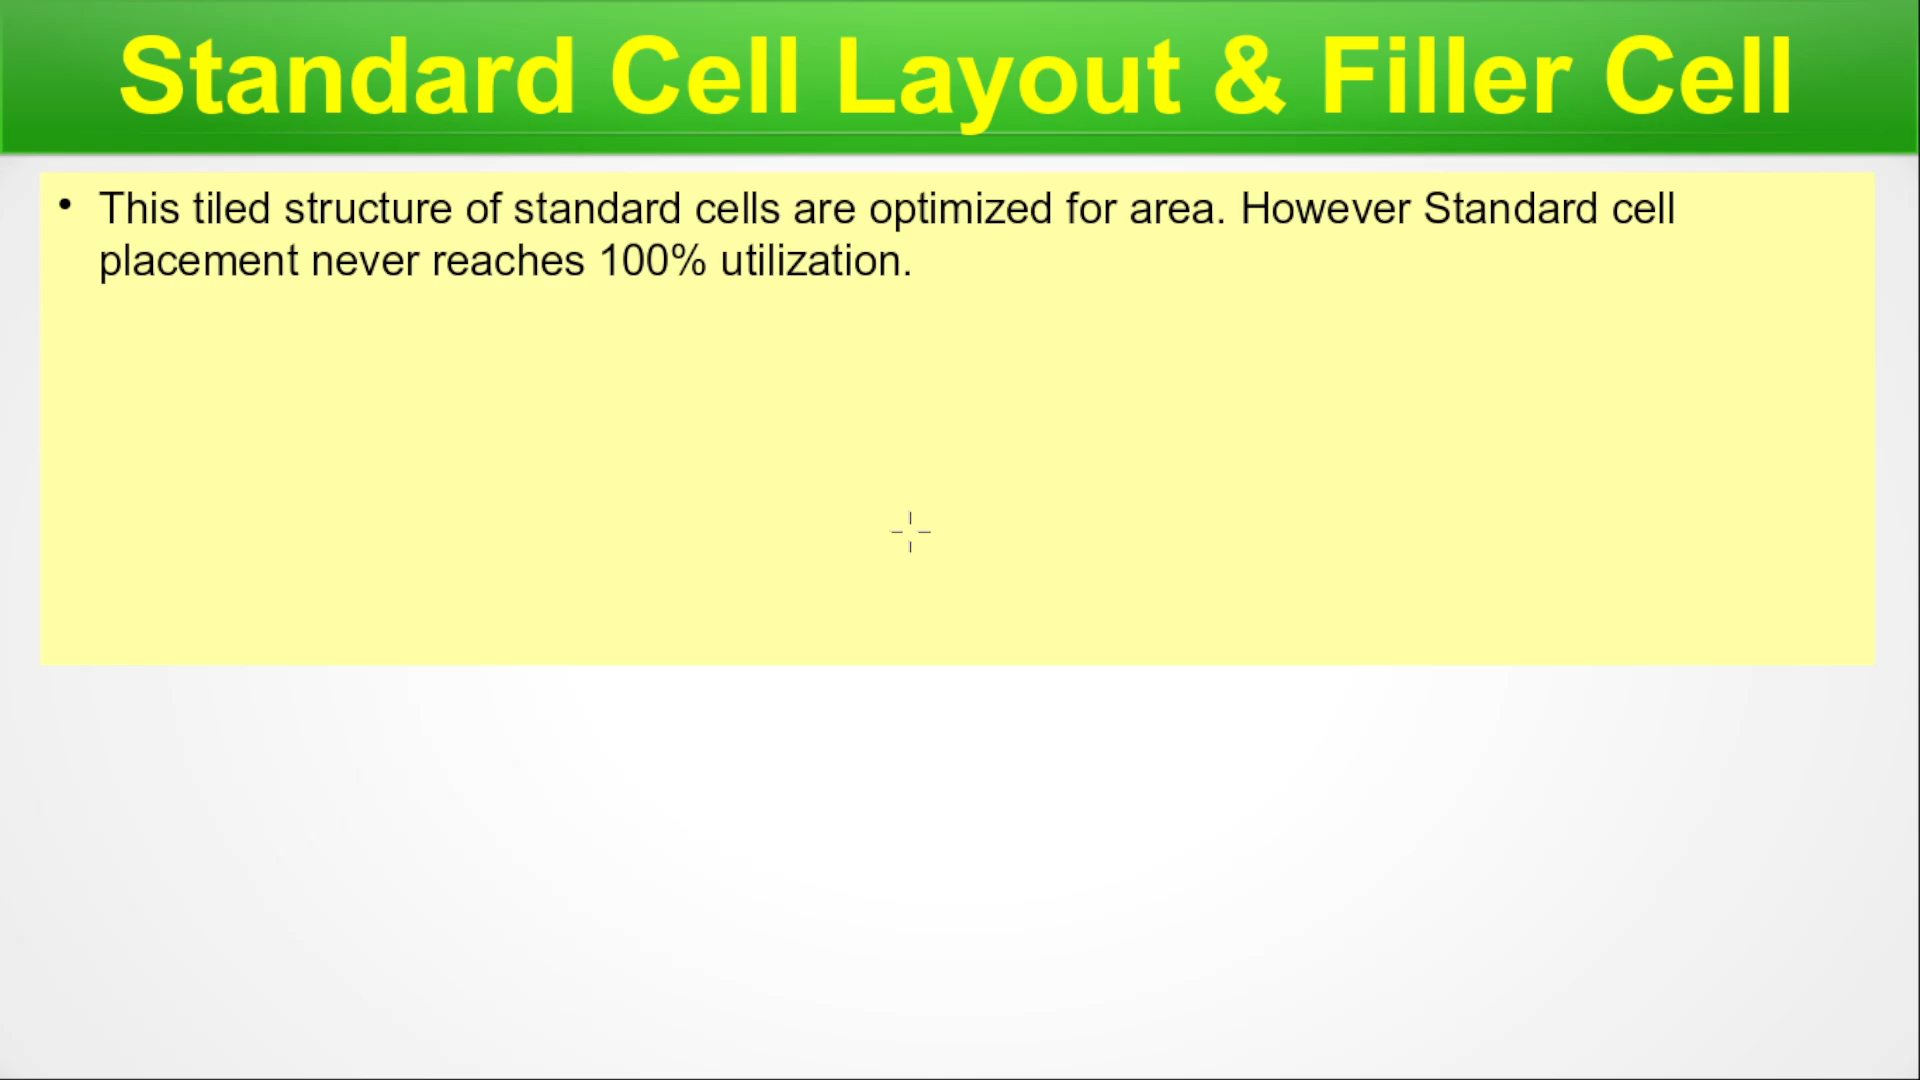 Standard Cell Layout & Filler Cell
• This tiled structure of standard cells are optimized for area. However Standard cell
placement never reaches 100% utilization.